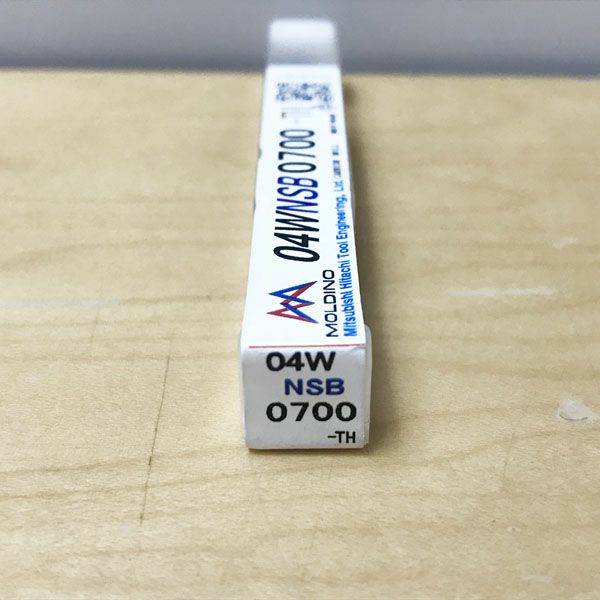 04WNSB0700
MOLDINO
Mitsubishi Hitachi Tool Engineering, Ltd.
04W
NSB
0700
-TH